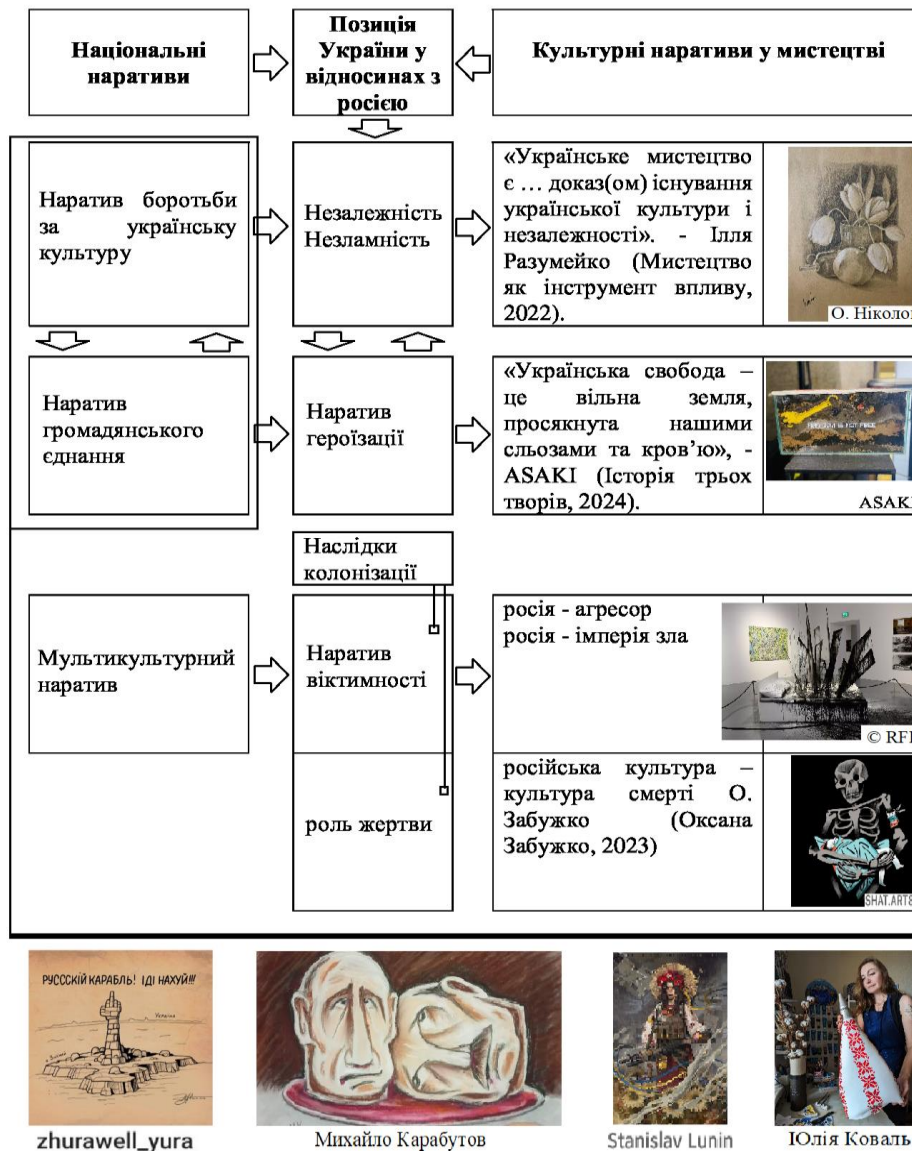 Національні
наративи
Позиція
України у
відносинах з
росією
Культурні наративи у мистецтві
Наратив боротьби
за українську
культуру
Незалежність
Незламність
«Українське мистецтво
є … доказ(ом) існування
української культури і
незалежності». - Ілля
Разумейко (Мистецтво
як інструмент впливу,
2022).
О. Ніколов
Наратив
громадянського
єднання
Наратив
героїзації
«Українська свобода –
це вільна земля,
просякнута нашими
сльозами та кров’ю», -
ASAKI (Історія трьох
творів, 2024).
ASAKI
Наслідки
колонізації
Мультикультурний
наратив
Наратив
віктимності
росія - агресор
росія - імперія зла
© RFI
роль жертви
російська культура –
культура смерті О.
Забужко (Оксана
Забужко, 2023)
SHAT.ART&
РУСССКІЙ КАРАБЛЬ! ІДІ НАХУЙ!!!
zhurawell_yura
Михайло Карабутов
Stanislav Lunin
Юлія Коваль